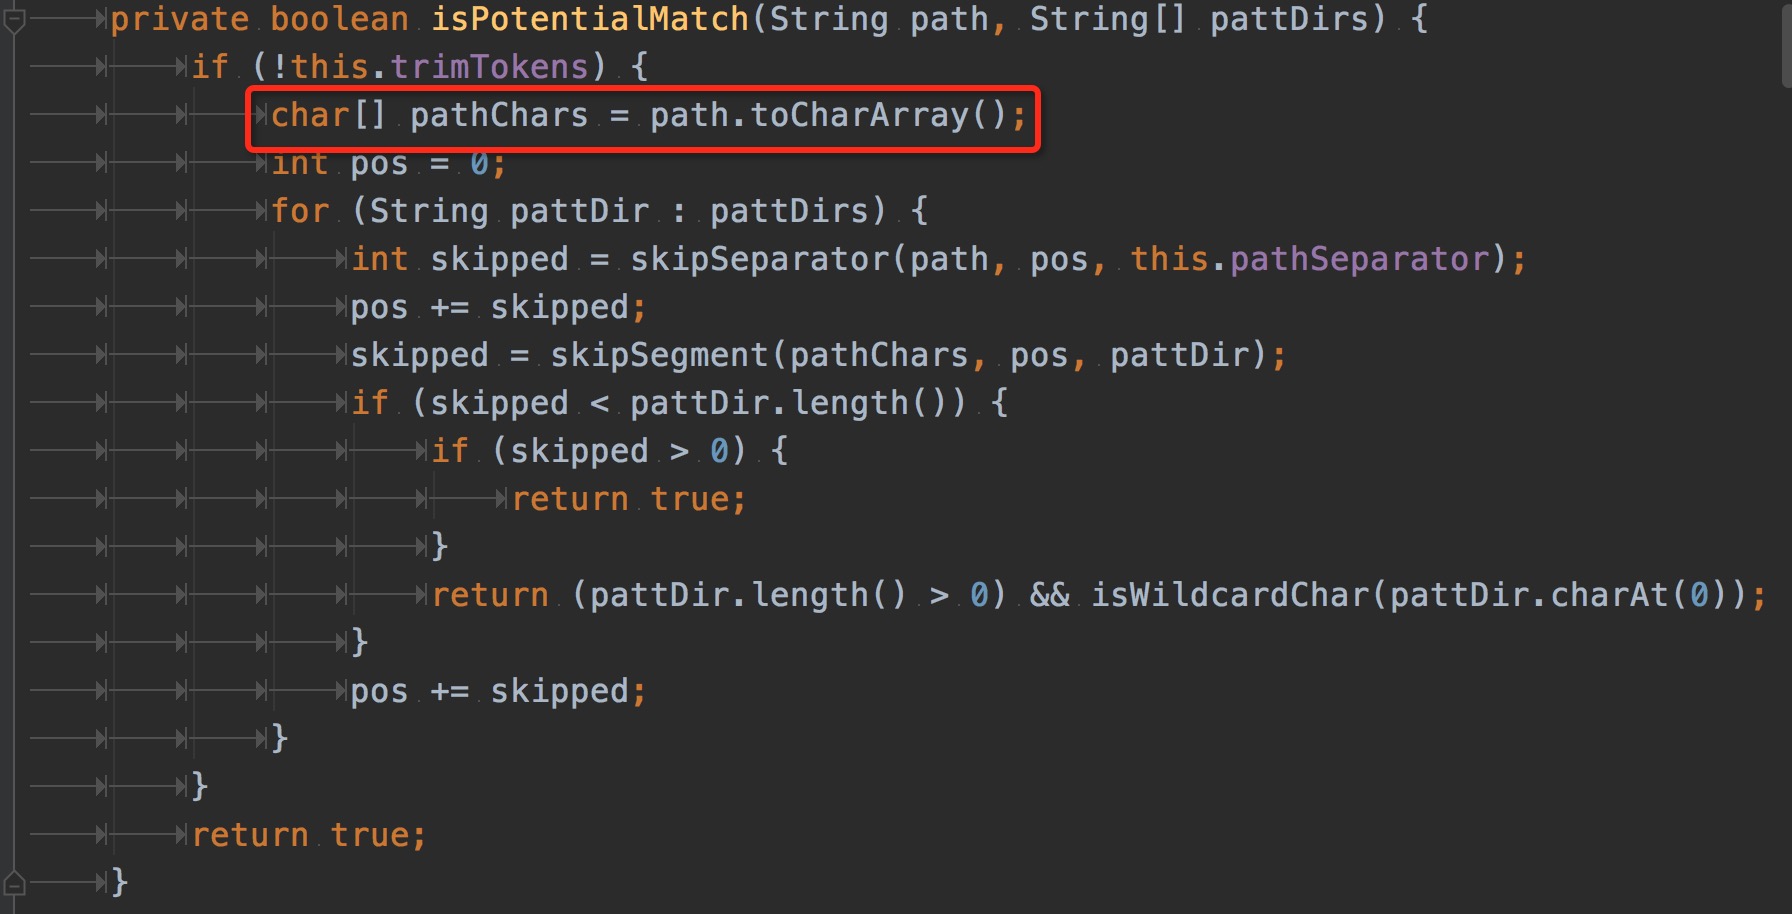 private boolean isPotentialMatch(String path, String[] pattDirs) {
if (!this.trimTokens) {
char[] pathChars = path.toCharArray();
int pos = 0;
for (String pattDir : pattDirs) {
int skipped = skipSeparator(path, pos, this.pathSeparator);
pos += skipped;
skipped = skipSegment(pathChars, pos, pattDir);
if (skipped < pattDir.length()) {
if (skipped > 0) {
return true;
}
return (pattDir.length() > 0) && isWildcardChar(pattDir.charAt(0));
}
pos += skipped;
}
}
return true;
}